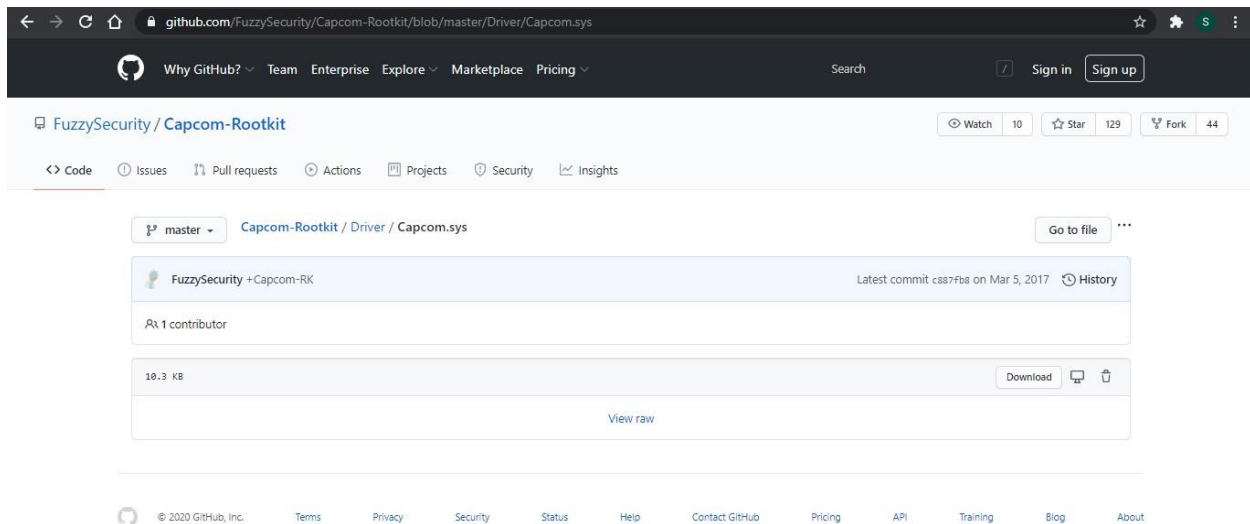 github.com/FuzzySecurity/Capcom-Rootkit/blob/master/Driver/Capcom.sys
S
Why GitHub? Team Enterprise Explore Marketplace Pricing Search / Sign in Sign up
FuzzySecurity / Capcom-Rootkit Watch 10 Star 129 Fork 44
<> Code Issues Pull requests Actions Projects Security Insights
master Capcom-Rootkit / Driver / Capcom.sys Go to file ...
FuzzySecurity +Capcom-RK Latest commit c887fb8 on Mar 5, 2017 History
1 contributor
10.3 KB Download
View raw
© 2020 GitHub, Inc. Terms Privacy Security Status Help Contact GitHub Pricing API Training Blog About